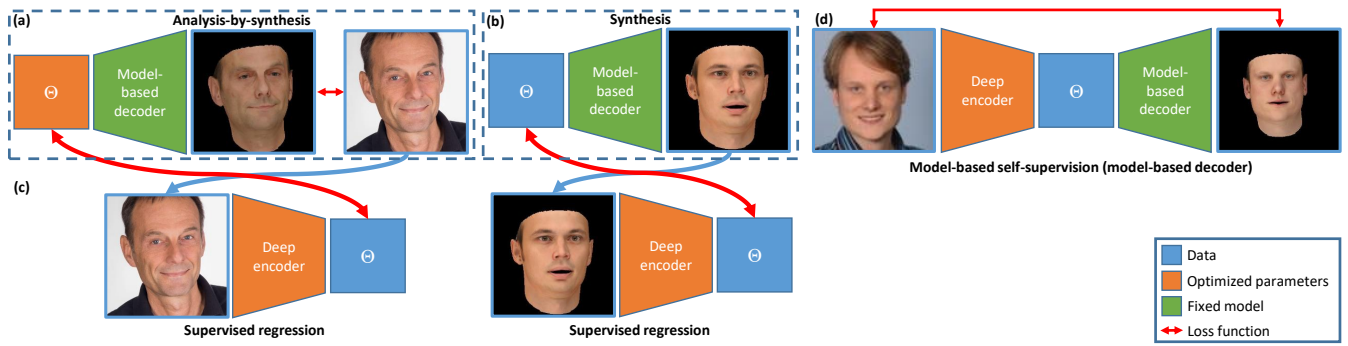 (a)
Analysis-by-synthesis
Θ
Model-
based
decoder
(b)
Synthesis
Θ
Model-
based
decoder
(d)
Deep
encoder
Θ
Model-
based
decoder
Model-based self-supervision (model-based decoder)
(c)
Deep
encoder
Θ
Supervised regression
Deep
encoder
Θ
Supervised regression
Data
Optimized parameters
Fixed model
Loss function